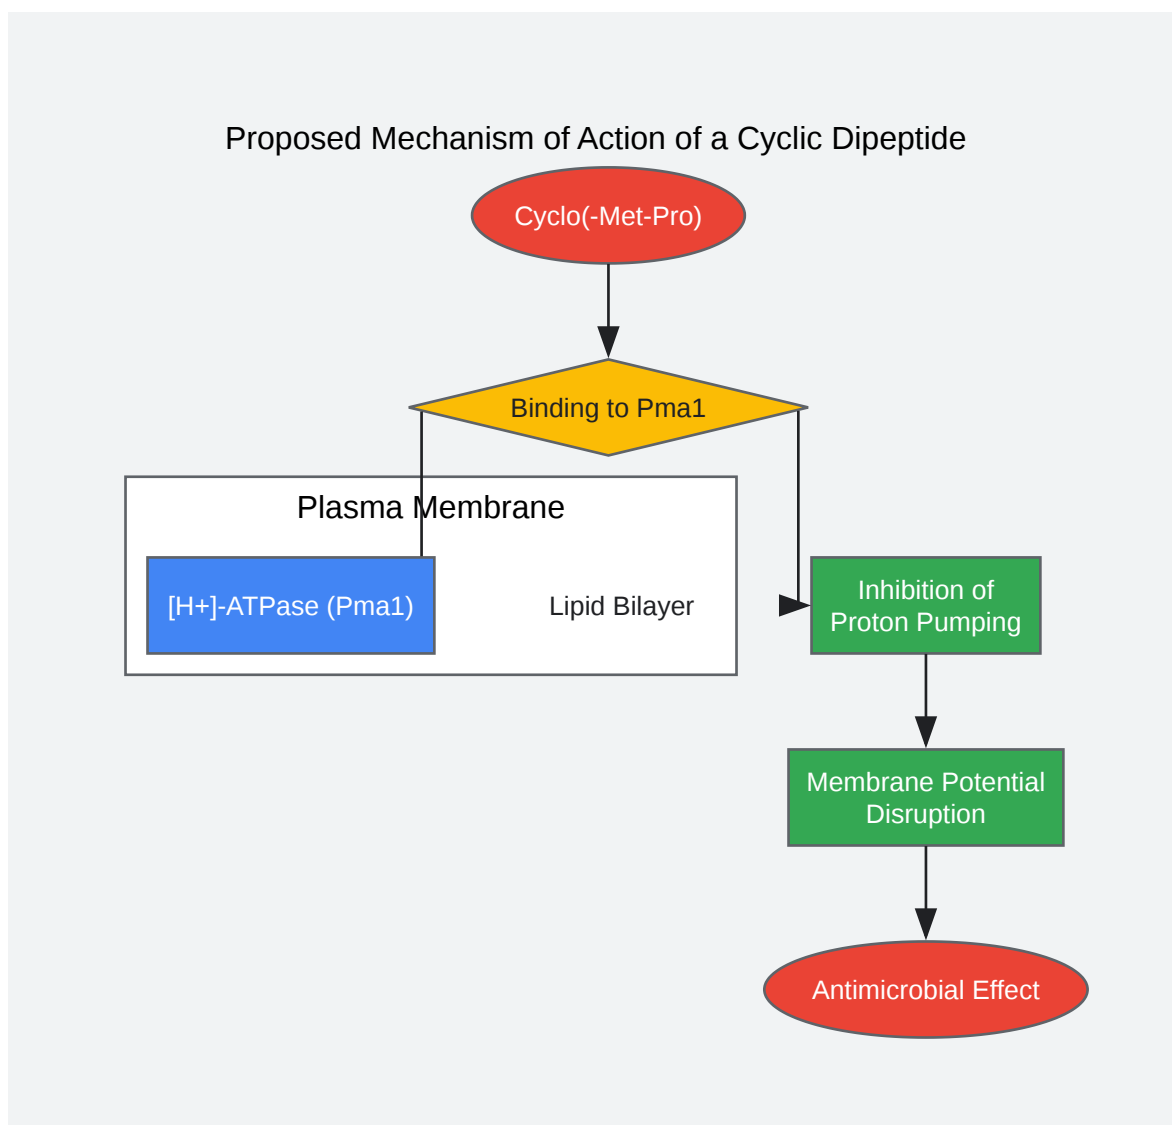 Proposed Mechanism of Action of a Cyclic Dipeptide
Cyclo(-Met-Pro)
Binding to Pma1
Plasma Membrane
[H+]-ATPase (Pma1)
Lipid Bilayer
Inhibition of
Proton Pumping
Membrane Potential
Disruption
Antimicrobial Effect